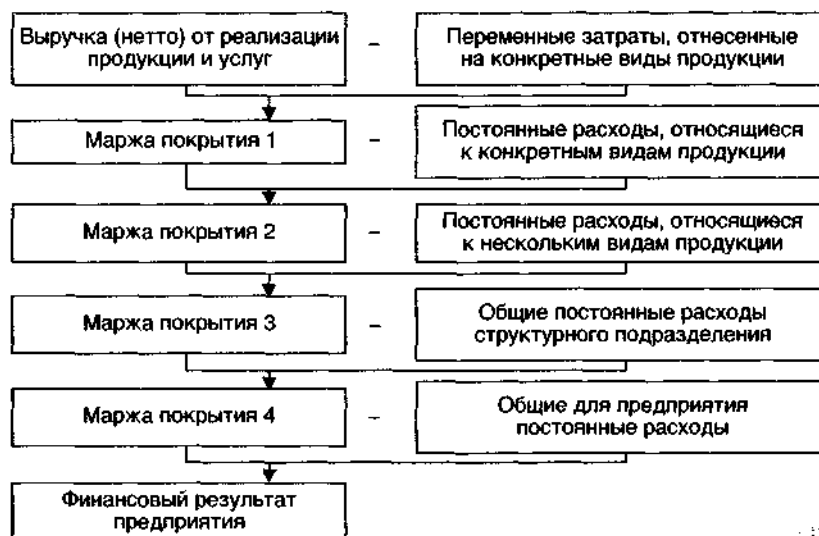 Выручка (нетто) от реализации
продукции и услуг
–
Переменные затраты, отнесенные
на конкретные виды продукции
Маржа покрытия 1
–
Постоянные расходы, относящиеся
к конкретным видам продукции
Маржа покрытия 2
–
Постоянные расходы, относящиеся
к нескольким видам продукции
Маржа покрытия 3
–
Общие постоянные расходы
структурного подразделения
Маржа покрытия 4
–
Общие для предприятия
постоянные расходы
Финансовый результат
предприятия